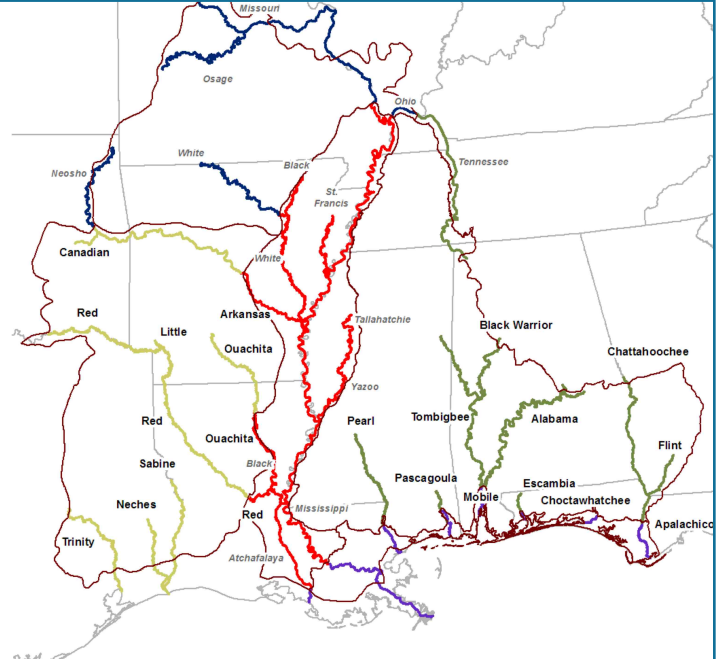 Missouri
Osage
Ohio
Neosho
White
Black
Tennessee
St.
Francis
Canadian
White
Red
Little
Arkansas
Ouachita
Tallahatchie
Black Warrior
Chattahoochee
Yazoo
Red
Ouachita
Pearl
Tombigbee
Alabama
Flint
Sabine
Black
Pascagoula
Escambia
Mobile
Choctawhatchee
Neches
Red
Mississippi
Apalachico
Trinity
Atchafalaya